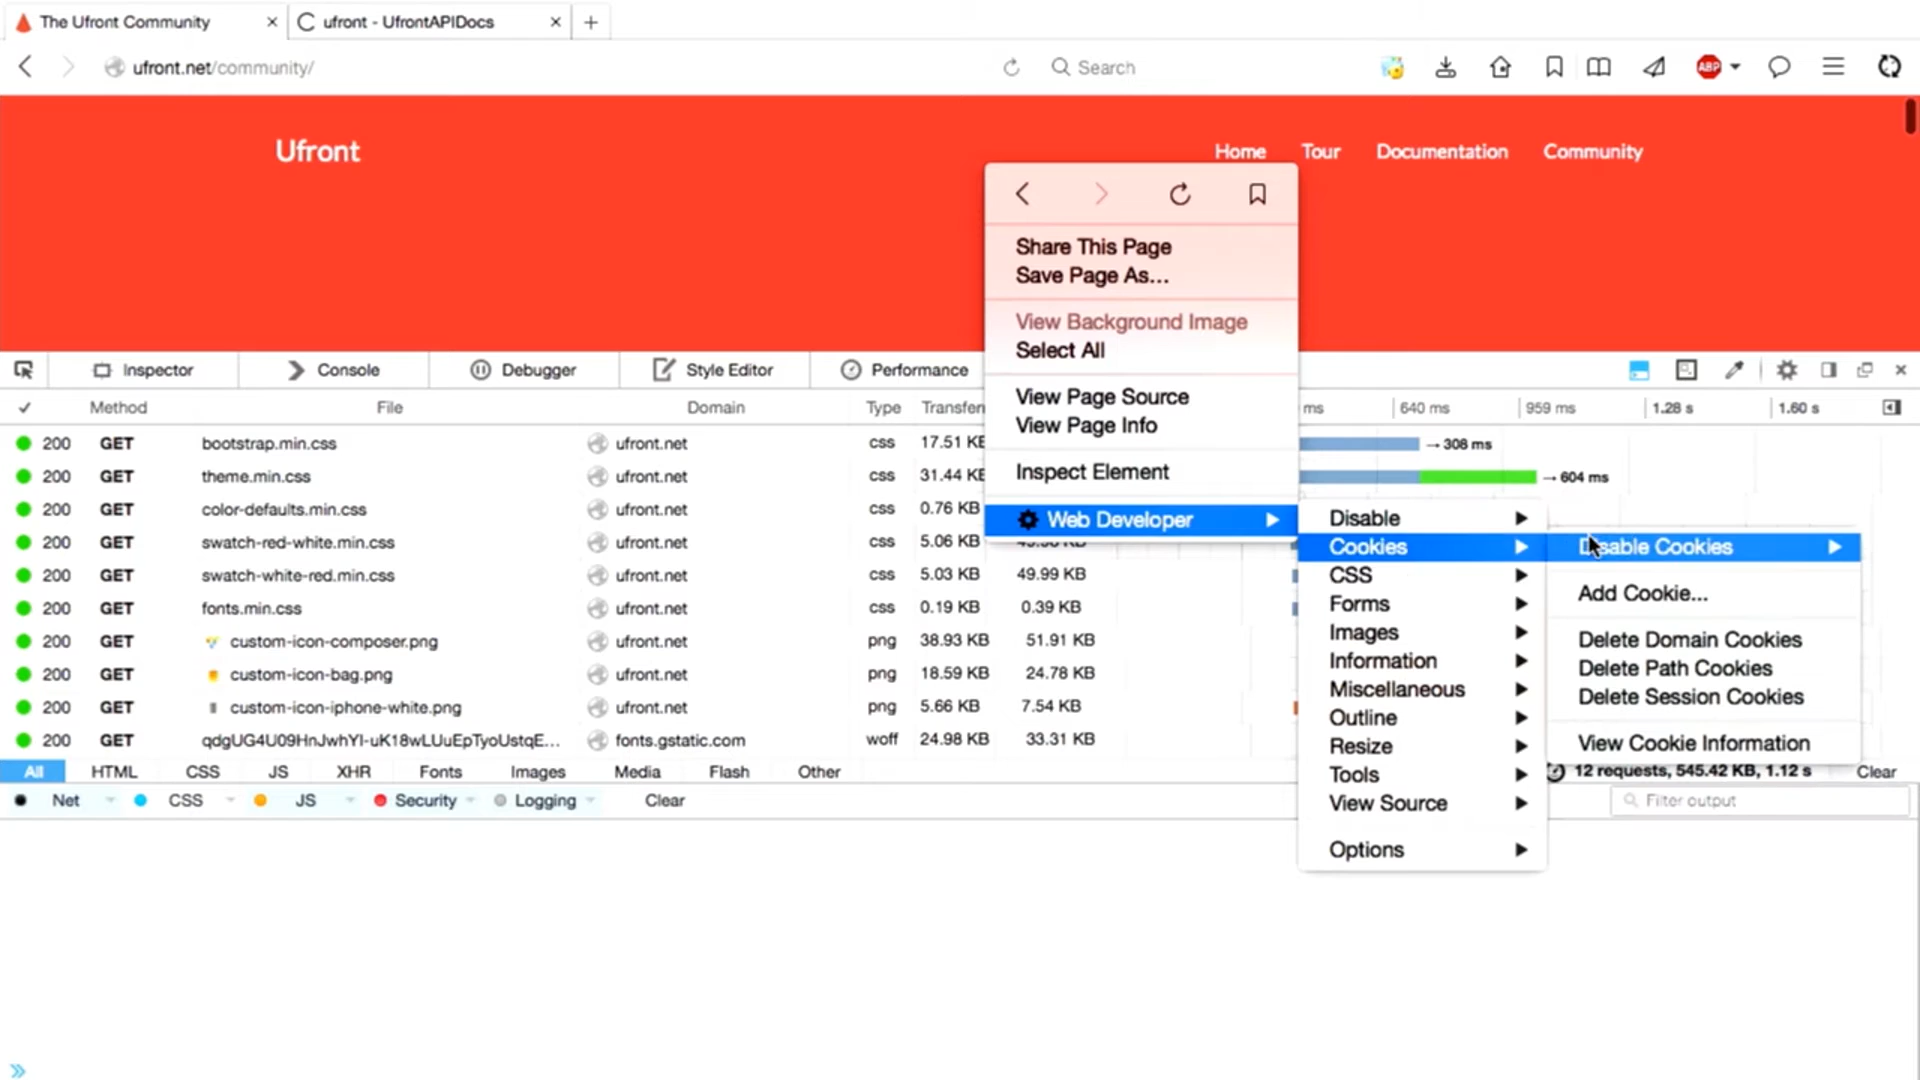 The Ufront Community
ufront - UfrontAPIDocs
ufront.net/community/
Search
ABP
Ufront
Home Tour Documentation Community
Share This Page
Save Page As...
View Background Image
Select All
View Page Source
View Page Info
Inspect Element
Web Developer
Disable
Cookies
CSS
Forms
Images
Information
Miscellaneous
Outline
Resize
Tools
View Source
Options
Disable Cookies
Add Cookie...
Delete Domain Cookies
Delete Path Cookies
Delete Session Cookies
View Cookie Information
Inspector Console Debugger Style Editor Performance
✓ Method File Domain Type ms 640 ms 959 ms 1.28 s 1.60 s
200 GET bootstrap.min.css ufront.net css 17.51 → 308 ms
200 GET theme.min.css ufront.net css 31.44 → 604 ms
200 GET color-defaults.min.css ufront.net css 0.76 KB
200 GET swatch-red-white.min.css ufront.net css 5.06 KB
200 GET swatch-white-red.min.css ufront.net css 5.03 KB 49.99 KB
200 GET fonts.min.css ufront.net css 0.19 KB 0.39 KB
200 GET custom-icon-composer.png ufront.net png 38.93 KB 51.91 KB
200 GET custom-icon-bag.png ufront.net png 18.59 KB 24.78 KB
200 GET custom-icon-iphone-white.png ufront.net png 5.66 KB 7.54 KB
200 GET fonts.gstatic.com woff 24.98 KB 33.31 KB
All HTML CSS JS XHR Fonts Images Media Flash Other 12 requests, 545.42 KB, 1.12 s Clear
Net CSS JS Security Logging Clear Filter output